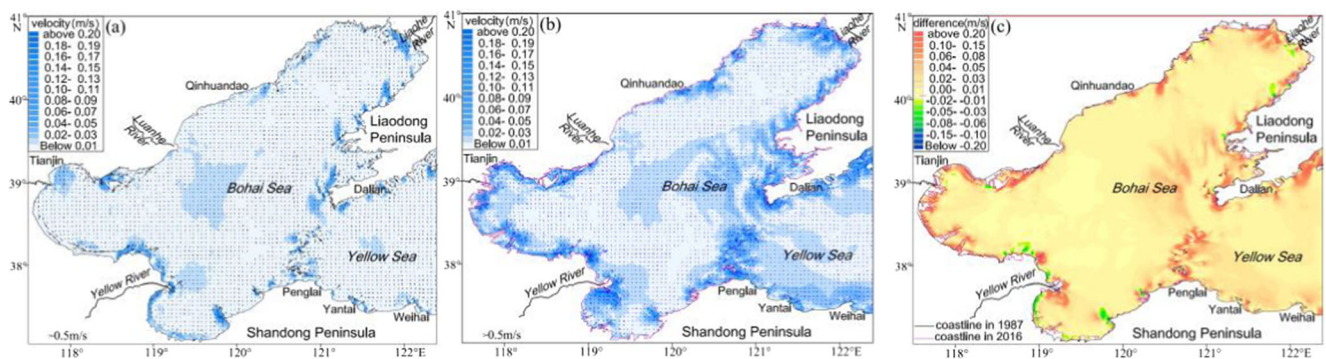 41°
N
40°
39°
38°
velocity(m/s)
above 0.20
0.18- 0.19
0.16- 0.17
0.14- 0.15
0.12- 0.13
0.10- 0.11
0.08- 0.09
0.06- 0.07
0.04- 0.05
0.02- 0.03
Below 0.01
(a)
Liaohe
River
Qinhuandao
Luanhe
River
Liaodong
Peninsula
Tianjin
Bohai Sea
Dalian
Yellow Sea
Yellow River
Penglai
Yantai
Weihai
>0.5m/s
Shandong Peninsula
118°
119°
120°
121°
122°E
41°
N
40°
39°
38°
velocity(m/s)
above 0.20
0.18- 0.19
0.16- 0.17
0.14- 0.15
0.12- 0.13
0.10- 0.11
0.08- 0.09
0.06- 0.07
0.04- 0.05
0.02- 0.03
Below 0.01
(b)
Liaohe
River
Qinhuandao
Luanhe
River
Liaodong
Peninsula
Tianjin
Bohai Sea
Dalian
Yellow Sea
Yellow River
Penglai
Yantai
Weihai
>0.5m/s
Shandong Peninsula
118°
119°
120°
121°
122°E
41°
N
40°
39°
38°
difference(m/s)
above 0.20
0.10- 0.15
0.06- 0.08
0.04- 0.05
0.01- 0.03
-0.01- 0.00
-0.02- -0.01
-0.05- -0.03
-0.08- -0.06
-0.15- -0.10
Below -0.20
(c)
Liaohe
River
Qinhuandao
Luanhe
River
Liaodong
Peninsula
Tianjin
Bohai Sea
Dalian
Yellow Sea
Yellow River
Penglai
Yantai
Weihai
coastline in 1987
coastline in 2016
Shandong Peninsula
118°
119°
120°
121°
122°E